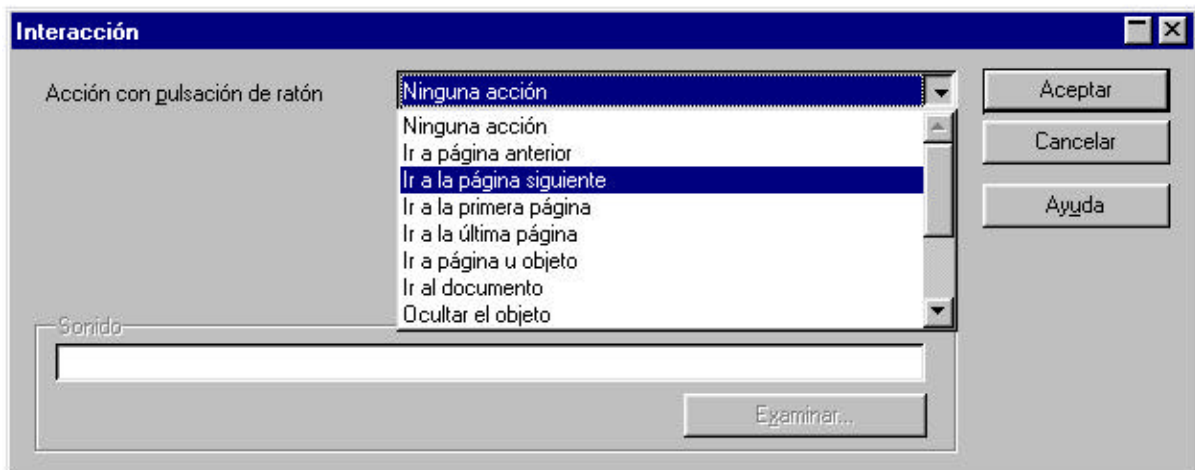 Interacción
Acción con pulsación de ratón
Ninguna acción
Aceptar
Ninguna acción
Ir a página anterior
Ir a la página siguiente
Ir a la primera página
Ir a la última página
Ir a página u objeto
Ir al documento
Ocultar el objeto
Cancelar
Ayuda
Sonido
Examinar...